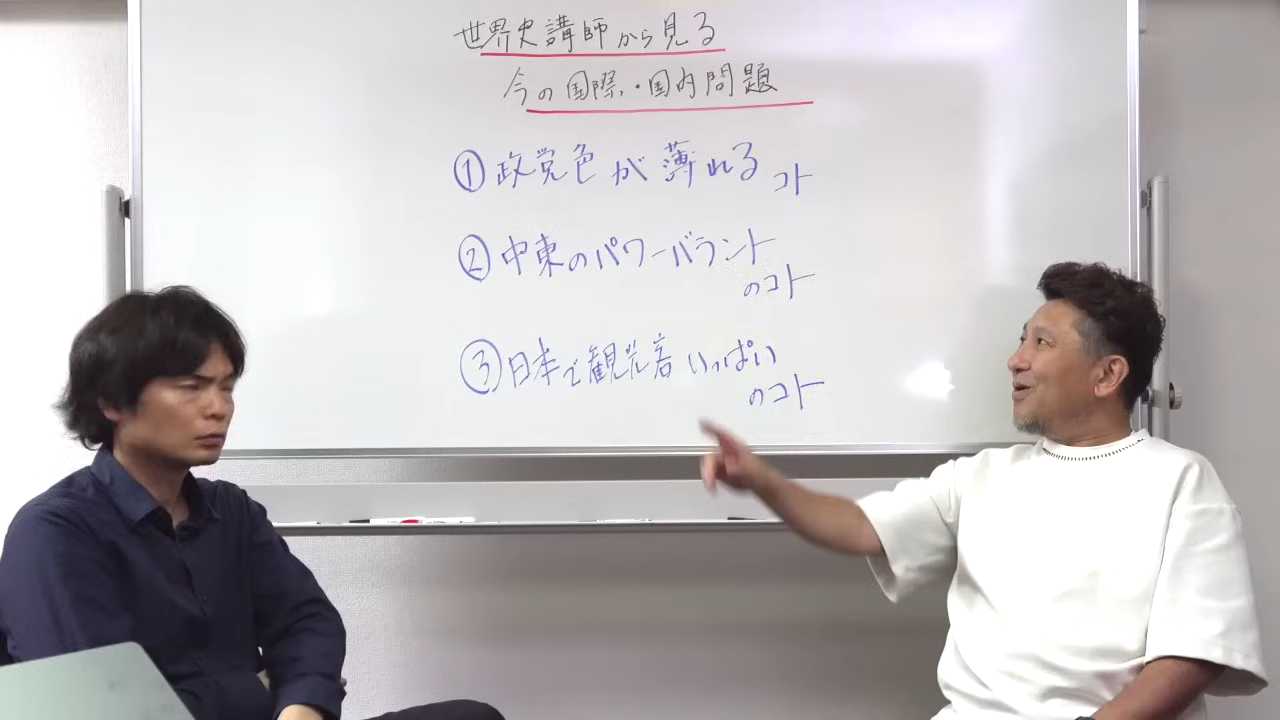 世界史講師から見る
今の国際・国内問題
①政党色が薄れるコト
②中東のパワーバラント
のコト
③日本で観光客いっぱい
のコト